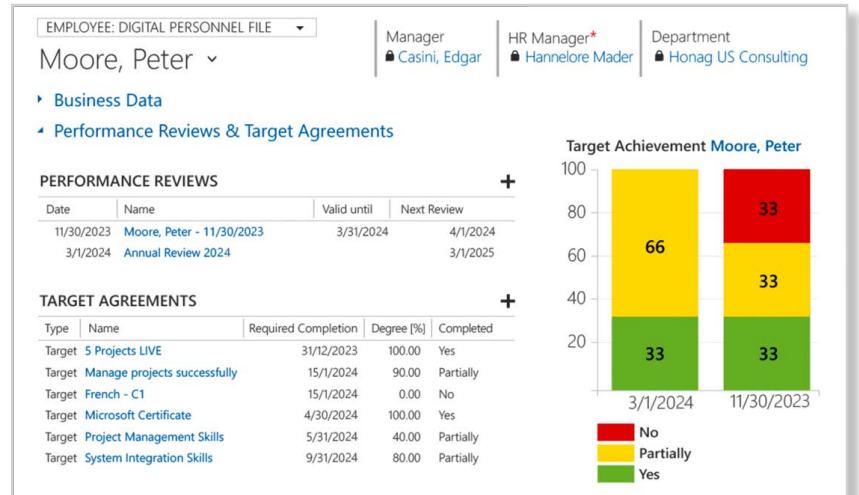 EMPLOYEE: DIGITAL PERSONNEL FILE
Moore, Peter
Manager
Casini, Edgar
HR Manager*
Hannelore Mader
Department
Honag US Consulting
Business Data
Performance Reviews & Target Agreements
PERFORMANCE REVIEWS
Date Name Valid until Next Review
11/30/2023 Moore, Peter - 11/30/2023 3/31/2024 4/1/2024
3/1/2024 Annual Review 2024 3/1/2025
TARGET AGREEMENTS
Type Name Required Completion Degree [%] Completed
Target 5 Projects LIVE 31/12/2023 100.00 Yes
Target Manage projects successfully 15/1/2024 90.00 Partially
Target French - C1 15/1/2024 0.00 No
Target Microsoft Certificate 4/30/2024 100.00 Yes
Target Project Management Skills 5/31/2024 40.00 Partially
Target System Integration Skills 9/31/2024 80.00 Partially
Target Achievement Moore, Peter
100
80
60
40
20
66
33
33
33
33
3/1/2024 11/30/2023
No
Partially
Yes